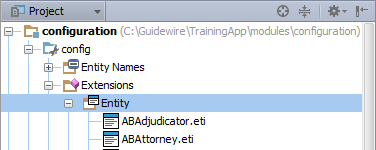 Project
configuration (C:\Guidewire\TrainingApp\modules\configuration)
config
Entity Names
Extensions
Entity
ABAdjudicator.eti
ABAttorney.eti